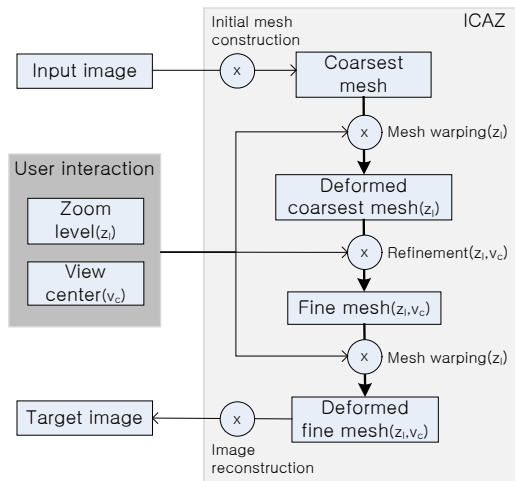 ICAZ
Initial mesh
construction
Input image
x
Coarsest
mesh
x
Mesh warping(zl)
User interaction
Zoom
level(zl)
View
center(vc)
Deformed
coarsest mesh(zl)
x
Refinement(zl,vc)
Fine mesh(zl,vc)
x
Mesh warping(zl)
Target image
x
Deformed
fine mesh(zl,vc)
Image
reconstruction